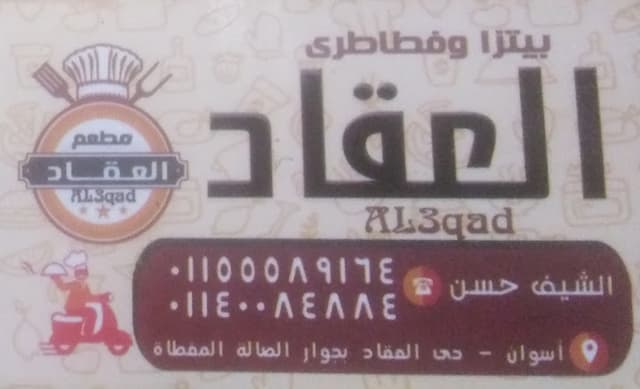 بيتزا وفطاطرى
العقاد
AL3qad
مطعم
العقاد
AL3qad
الشيف حسن
٠١١٥٥٥٨٩١٦٤
٠١١٤٠٠٨٤٨٨٤
أسوان - حى العقاد بجوار الصالة المغطاة